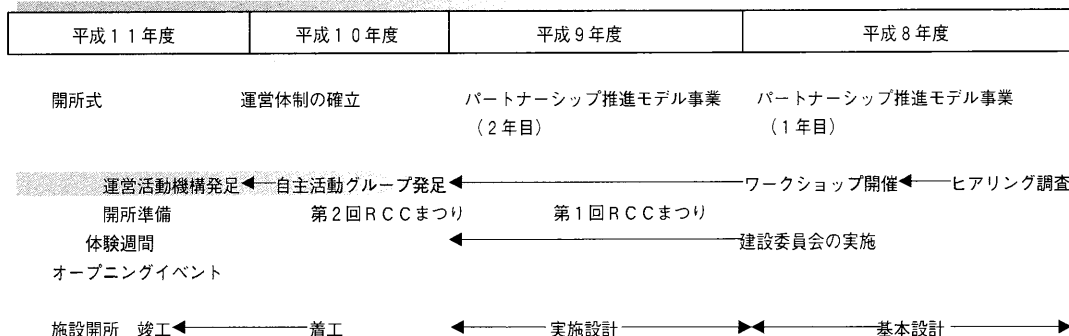 平成11年度 平成10年度 平成9年度 平成8年度
開所式 運営体制の確立 パートナーシップ推進モデル事業 パートナーシップ推進モデル事業
（2年目） （1年目）
運営活動機構発足 自主活動グループ発足 ワークショップ開催 ヒアリング調査
開所準備 第2回RCCまつり 第1回RCCまつり
体験週間 建設委員会の実施
オープニングイベント
施設開所 竣工 着工 実施設計 基本設計